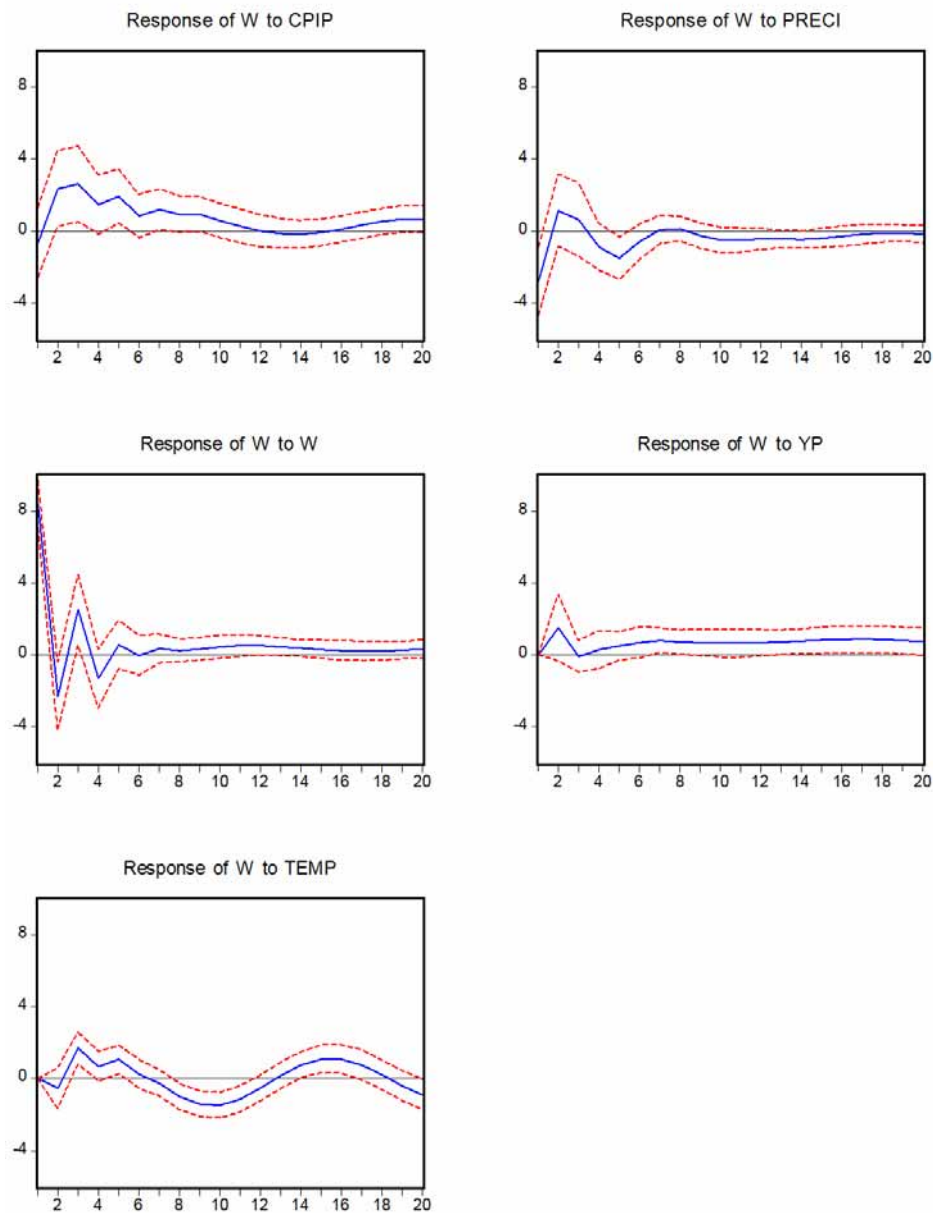 Response of W to CPIP
8
4
0
-4
2 4 6 8 10 12 14 16 18 20
Response of W to PRECI
8
4
0
-4
2 4 6 8 10 12 14 16 18 20
Response of W to W
8
4
0
-4
2 4 6 8 10 12 14 16 18 20
Response of W to YP
8
4
0
-4
2 4 6 8 10 12 14 16 18 20
Response of W to TEMP
8
4
0
-4
2 4 6 8 10 12 14 16 18 20